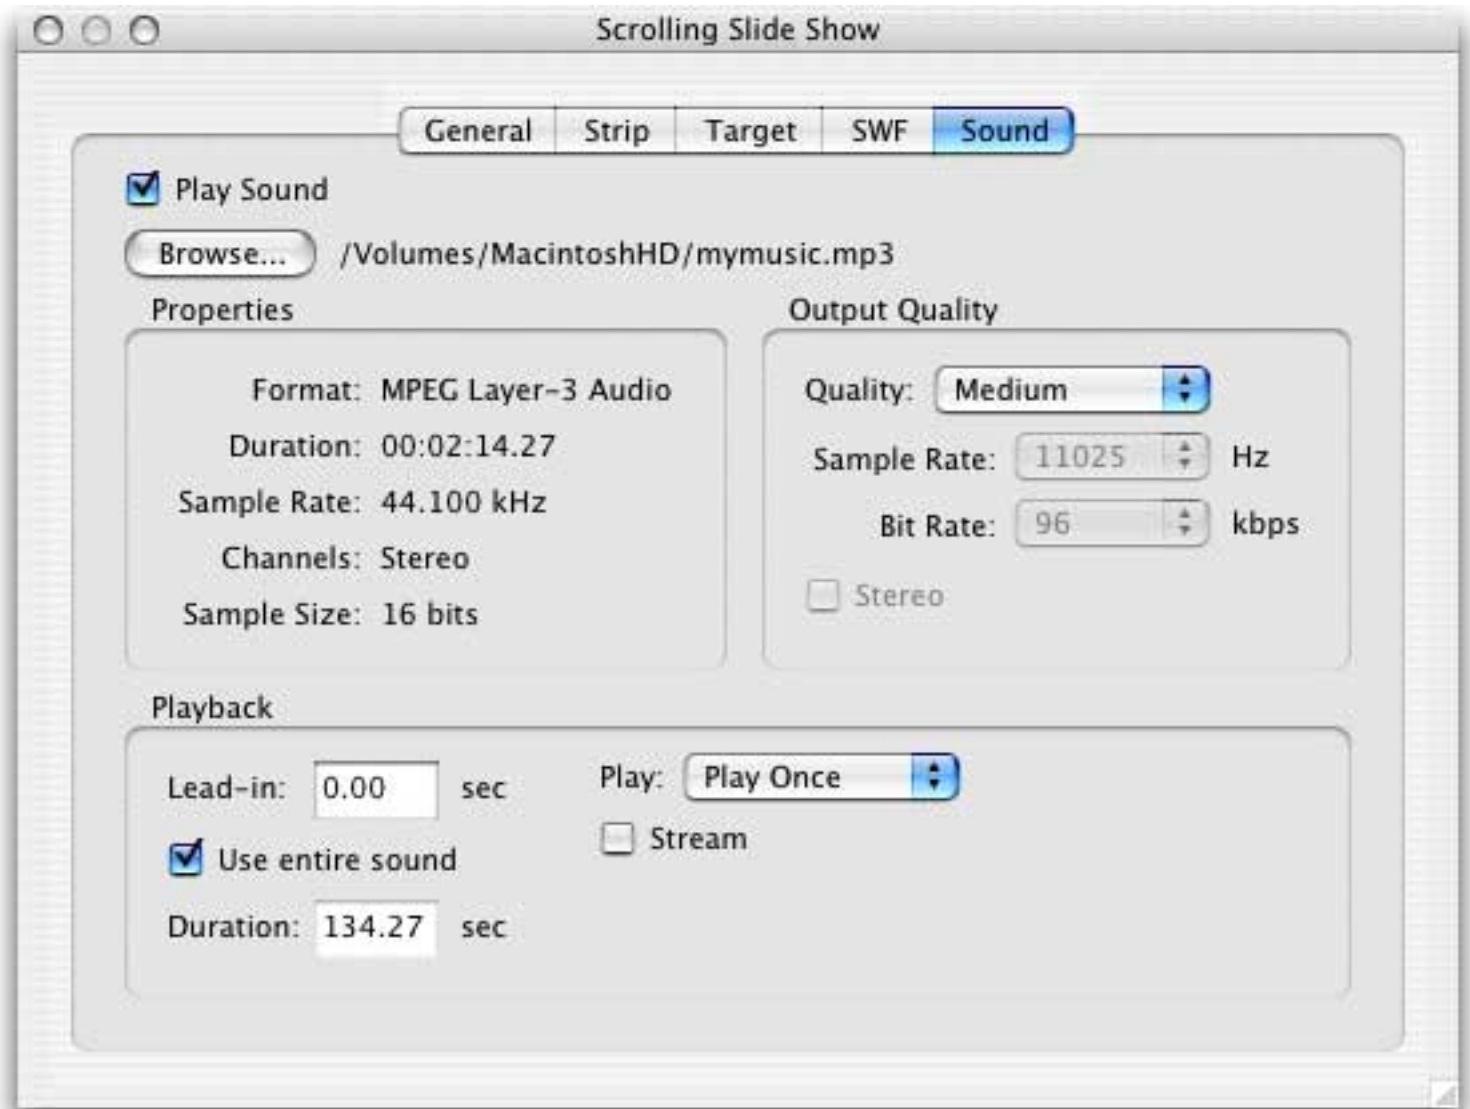 Scrolling Slide Show
General Strip Target SWF Sound
Play Sound
Browse... /Volumes/MacintoshHD/mymusic.mp3
Properties
Format: MPEG Layer-3 Audio
Duration: 00:02:14.27
Sample Rate: 44.100 kHz
Channels: Stereo
Sample Size: 16 bits
Output Quality
Quality: Medium
Sample Rate: 11025 Hz
Bit Rate: 96 kbps
Stereo
Playback
Lead-in: 0.00 sec
Use entire sound
Duration: 134.27 sec
Play: Play Once
Stream